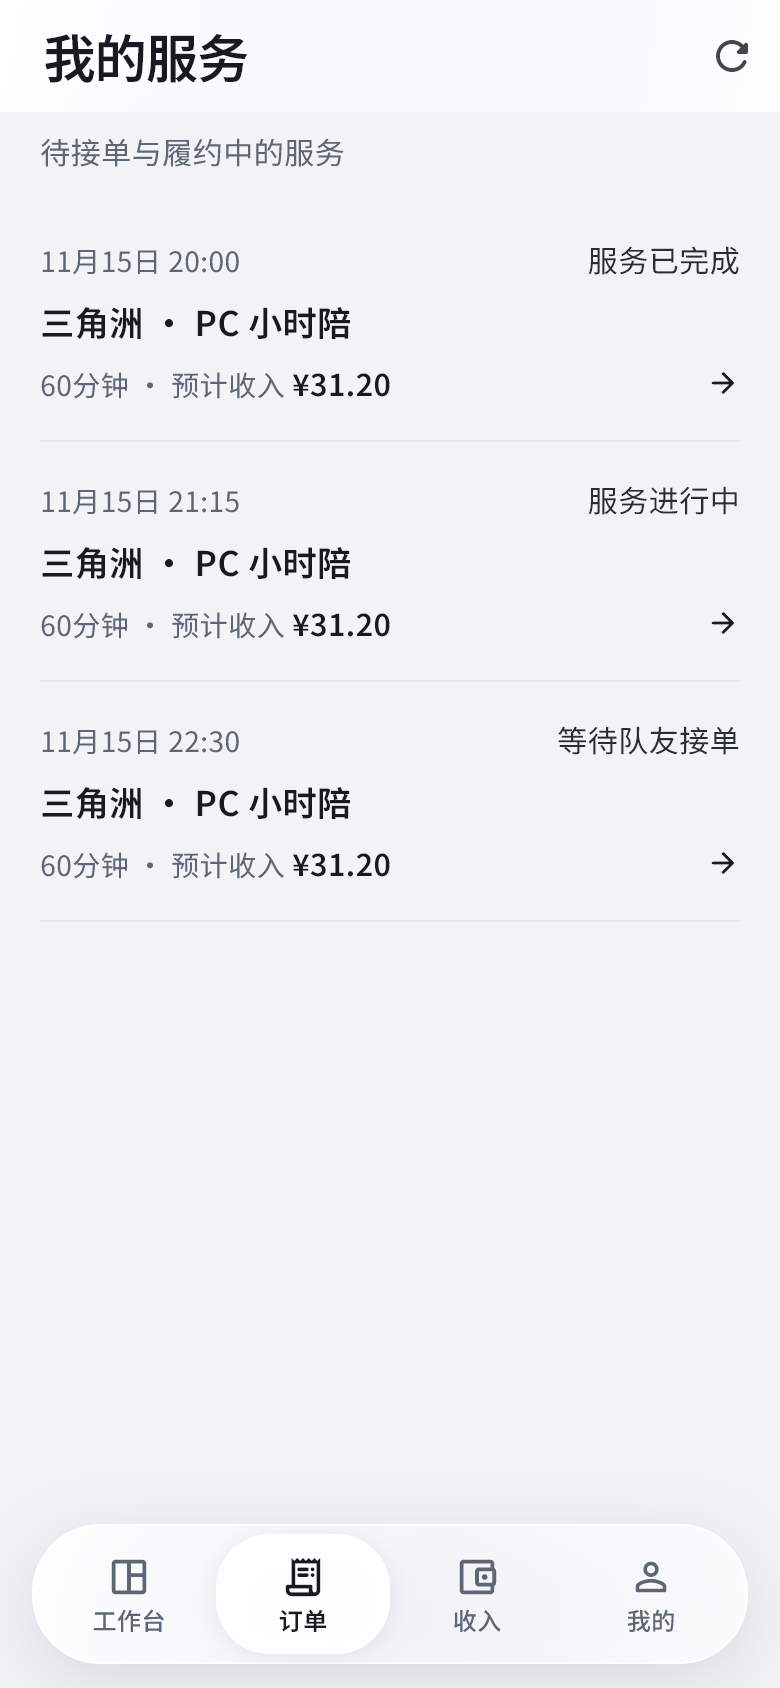 我的服务
待接单与履约中的服务
11月15日 20:00 服务已完成
三角洲 · PC 小时陪
60分钟 · 预计收入 ¥31.20
11月15日 21:15 服务进行中
三角洲 · PC 小时陪
60分钟 · 预计收入 ¥31.20
11月15日 22:30 等待队友接单
三角洲 · PC 小时陪
60分钟 · 预计收入 ¥31.20
工作台 订单 收入 我的